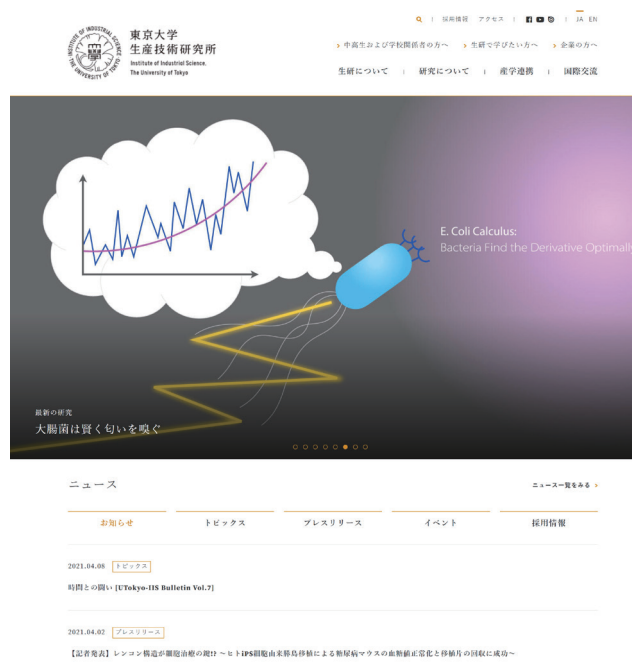 採用情報 アクセス JA EN
INSTITUTE OF INDUSTRIAL SCIENCE, THE UNIVERSITY OF TOKYO
東京大学
生産技術研究所
Institute of Industrial Science,
The University of Tokyo
中高生および学校関係者の方へ 生研で学びたい方へ 企業の方へ
生研について 研究について 産学連携 国際交流
E. Coli Calculus:
Bacteria Find the Derivative Optimally
最新の研究
大腸菌は賢く匂いを嗅ぐ
ニュース ニュース一覧をみる
お知らせ トピックス プレスリリース イベント 採用情報
2021.04.08 トピックス
時間との闘い [UTokyo-IIS Bulletin Vol.7]
2021.04.02 プレスリリース
【記者発表】レンコン構造が細胞治療の鍵!? ～ヒトiPS細胞由来膵島移植による糖尿病マウスの血糖値正常化と移植片の回収に成功～